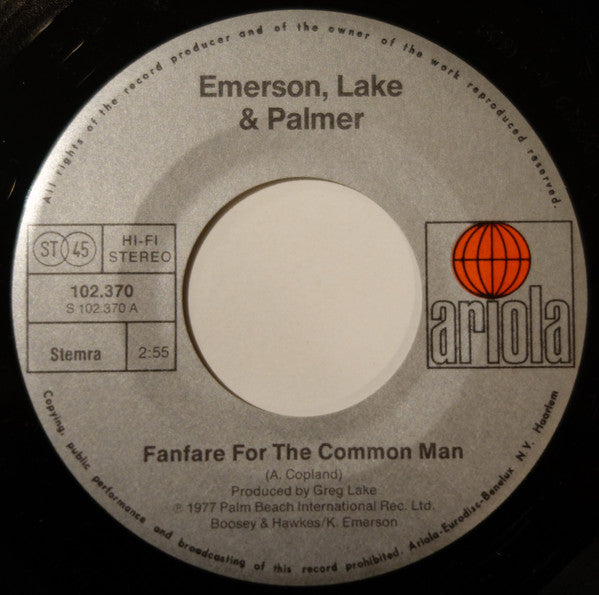 All rights of the record producer and of the owner of the work reproduced reserved.
Emerson, Lake
& Palmer
ST 45
HI-FI
STEREO
102.370
S 102.370 A
Stemra
2:55
ariola
Fanfare For The Common Man
(A. Copland)
Produced by Greg Lake
℗ 1977 Palm Beach International Rec. Ltd.
Boosey & Hawkes/K. Emerson
Copying, public performance and broadcasting of this record prohibited. Ariola-Eurodisc-Benelux N.V. Haarlem